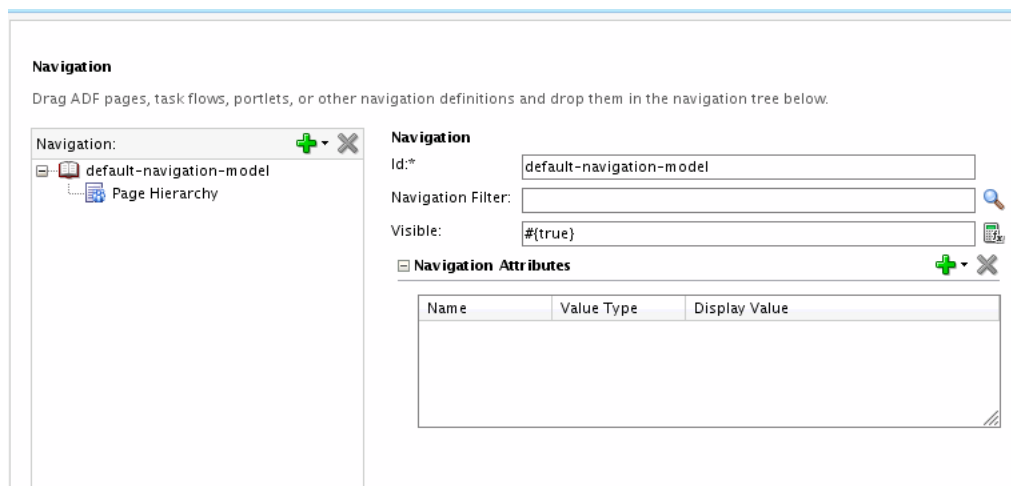 Navigation
Drag ADF pages, task flows, portlets, or other navigation definitions and drop them in the navigation tree below.
Navigation:
default-navigation-model
Page Hierarchy
Navigation
Id:* default-navigation-model
Navigation Filter:
Visible: #{true}
Navigation Attributes
Name Value Type Display Value